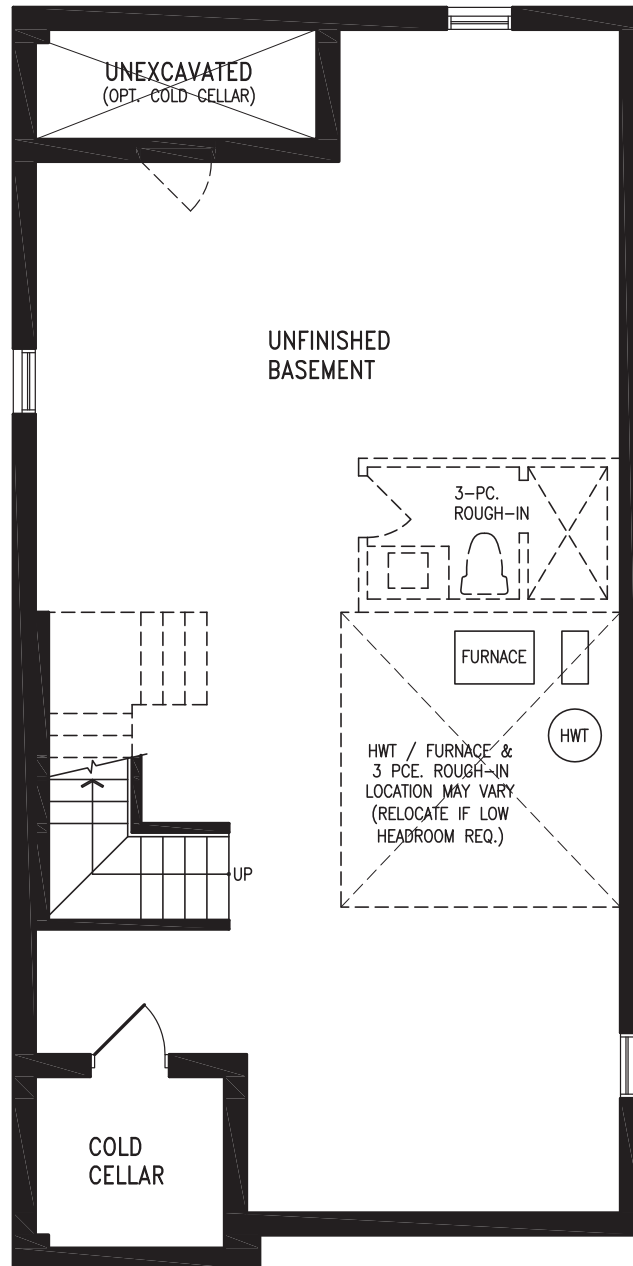 UNEXCAVATED
(OPT. COLD CELLAR)
UNFINISHED
BASEMENT
3-PC.
ROUGH-IN
FURNACE
HWT
HWT / FURNACE &
3 PCE. ROUGH-IN
LOCATION MAY VARY
(RELOCATE IF LOW
HEADROOM REQ.)
UP
COLD
CELLAR